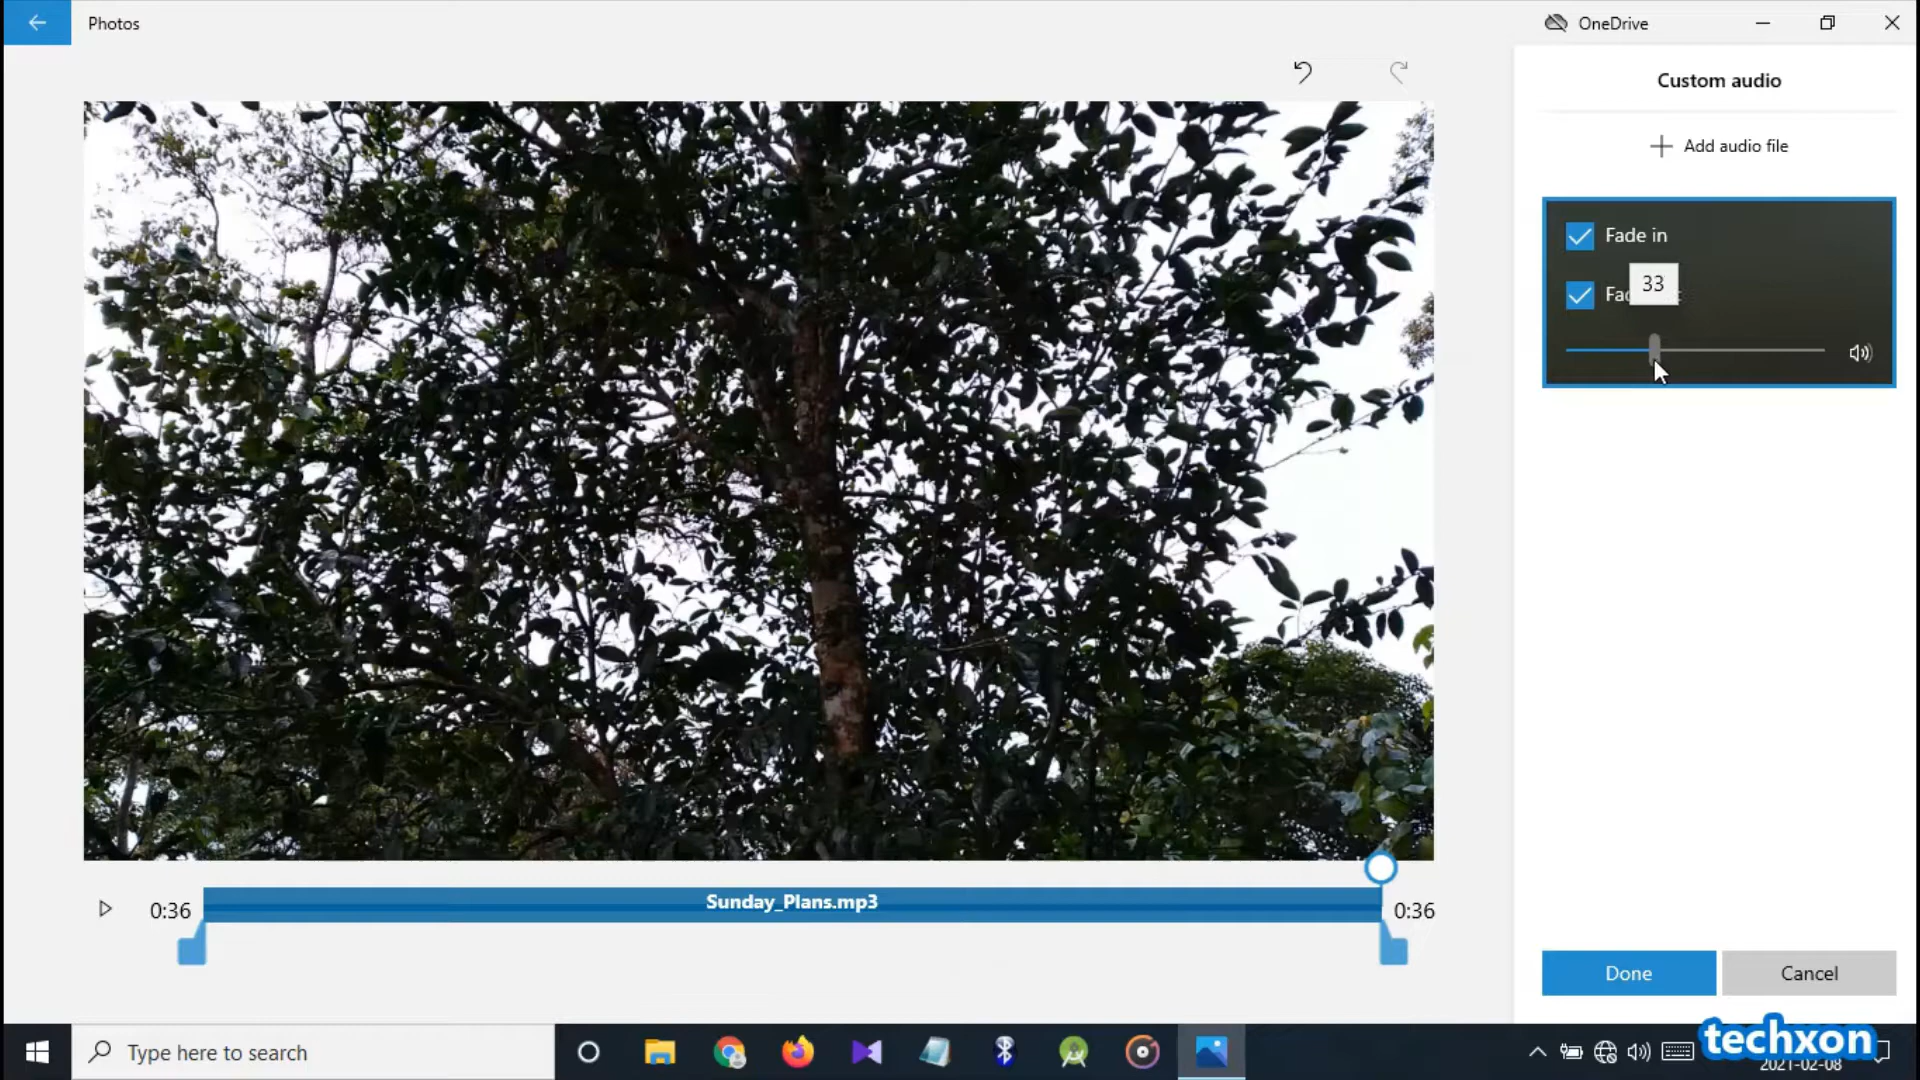 Photos
OneDrive
Custom audio
Add audio file
Fade in
33
0:36
Sunday_Plans.mp3
0:36
Done
Cancel
Type here to search
techxon
2021-02-08